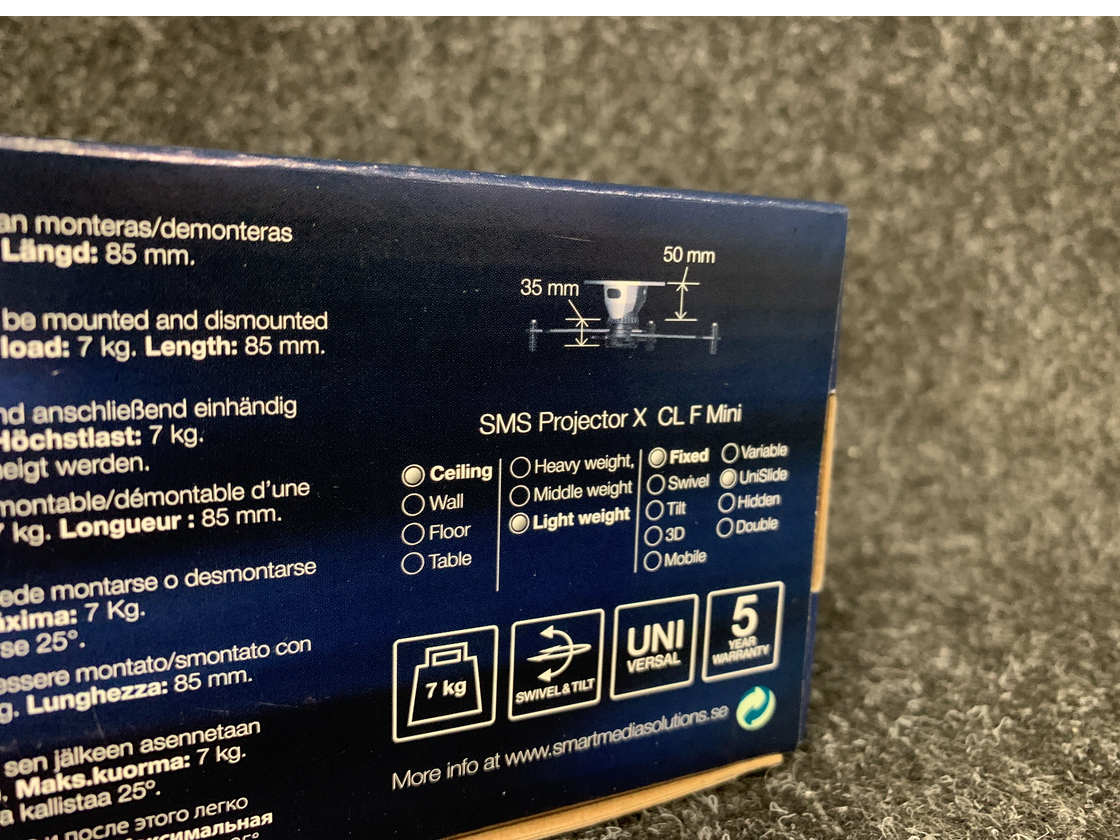 an monteras/demonteras
Längd: 85 mm.
be mounted and dismounted
load: 7 kg. Length: 85 mm.
nd anschließend einhändig
Höchstlast: 7 kg.
eigt werden.
montable/démontable d'une
7 kg. Longueur : 85 mm.
ede montarse o desmontarse
áxima: 7 Kg.
se 25°.
essere montato/smontato con
g. Lunghezza: 85 mm.
sen jälkeen asennetaan
. Maks.kuorma: 7 kg.
a kallistaa 25°.
и после этого легко
ксимальная
50 mm
35 mm
SMS Projector X CL F Mini
Ceiling
Wall
Floor
Table
Heavy weight,
Middle weight
Light weight
Fixed
Swivel
Tilt
3D
Mobile
Variable
UniSlide
Hidden
Double
7 kg
SWIVEL & TILT
UNI
VERSAL
5
YEAR
WARRANTY
More info at www.smartmediasolutions.se